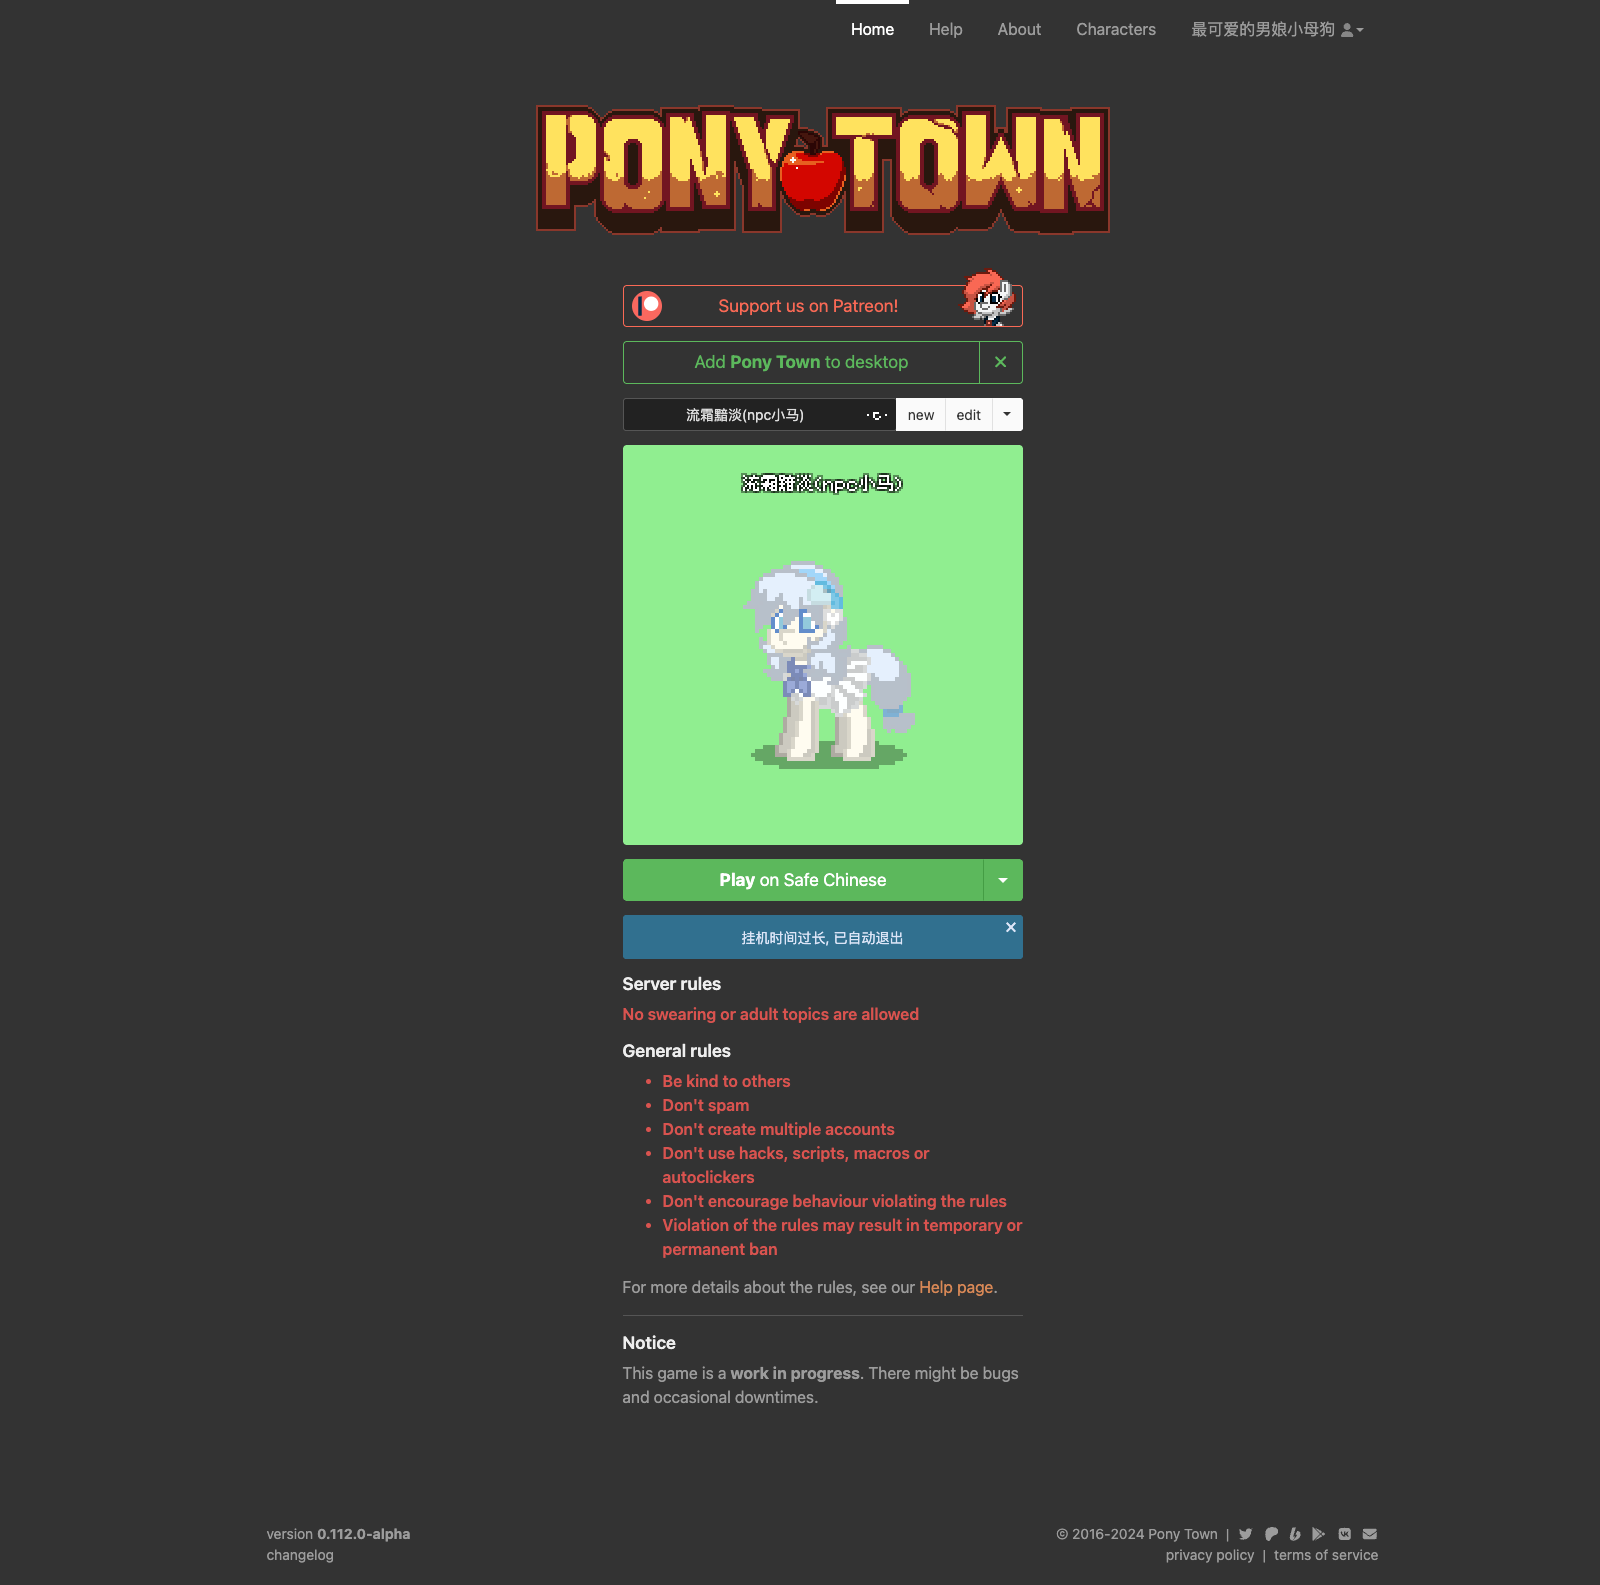 Home Help About Characters 最可爱的男娘小母狗
PONY TOWN
Support us on Patreon!
Add Pony Town to desktop
流霜黯淡(npc小马) new edit
流霜黯淡(npc小马)
Play on Safe Chinese
挂机时间过长, 已自动退出
Server rules
No swearing or adult topics are allowed
General rules
Be kind to others
Don't spam
Don't create multiple accounts
Don't use hacks, scripts, macros or
autoclickers
Don't encourage behaviour violating the rules
Violation of the rules may result in temporary or
permanent ban
For more details about the rules, see our Help page.
Notice
This game is a work in progress. There might be bugs
and occasional downtimes.
version 0.112.0-alpha
changelog
© 2016-2024 Pony Town |
privacy policy | terms of service